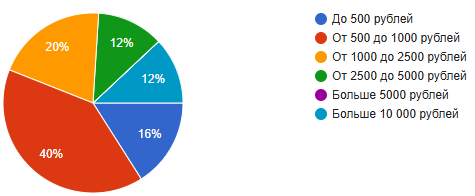 20%
12%
12%
16%
40%
До 500 рублей
От 500 до 1000 рублей
От 1000 до 2500 рублей
От 2500 до 5000 рублей
Больше 5000 рублей
Больше 10 000 рублей